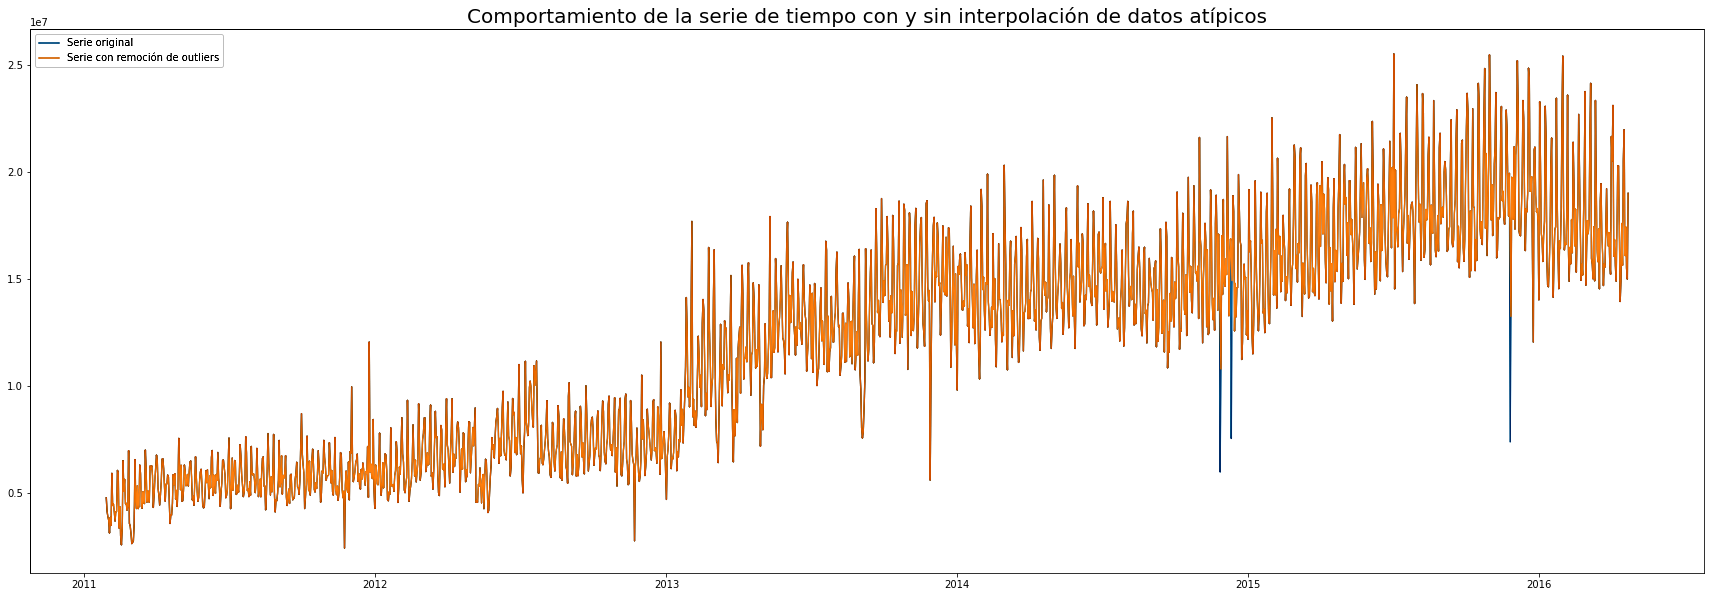 Comportamiento de la serie de tiempo con y sin interpolación de datos atípicos
1e7
Serie original
Serie con remoción de outliers
2.5
2.0
1.5
1.0
0.5
2011 2012 2013 2014 2015 2016